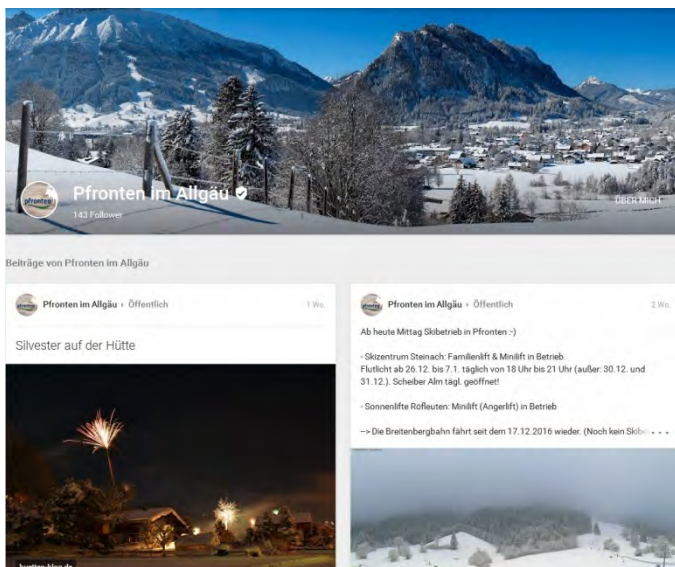 Pfronten im Allgäu
143 Follower
ÜBER MICH
Beiträge von Pfronten im Allgäu
Pfronten im Allgäu › Öffentlich
1 Wo.
Silvester auf der Hütte
Pfronten im Allgäu › Öffentlich
2 Wo.
Ab heute Mittag Skibetrieb in Pfronten :-)
- Skizentrum Steinach: Familienlift & Minilift in Betrieb
Flutlicht ab 26.12. bis 7.1. täglich von 18 Uhr bis 21 Uhr (außer: 30.12. und
31.12.). Scheiber Alm tägl. geöffnet!
- Sonnenlifte Röfleuten: Minilift (Angerlift) in Betrieb
--> Die Breitenbergbahn fährt seit dem 17.12.2016 wieder. (Noch kein
pfronten